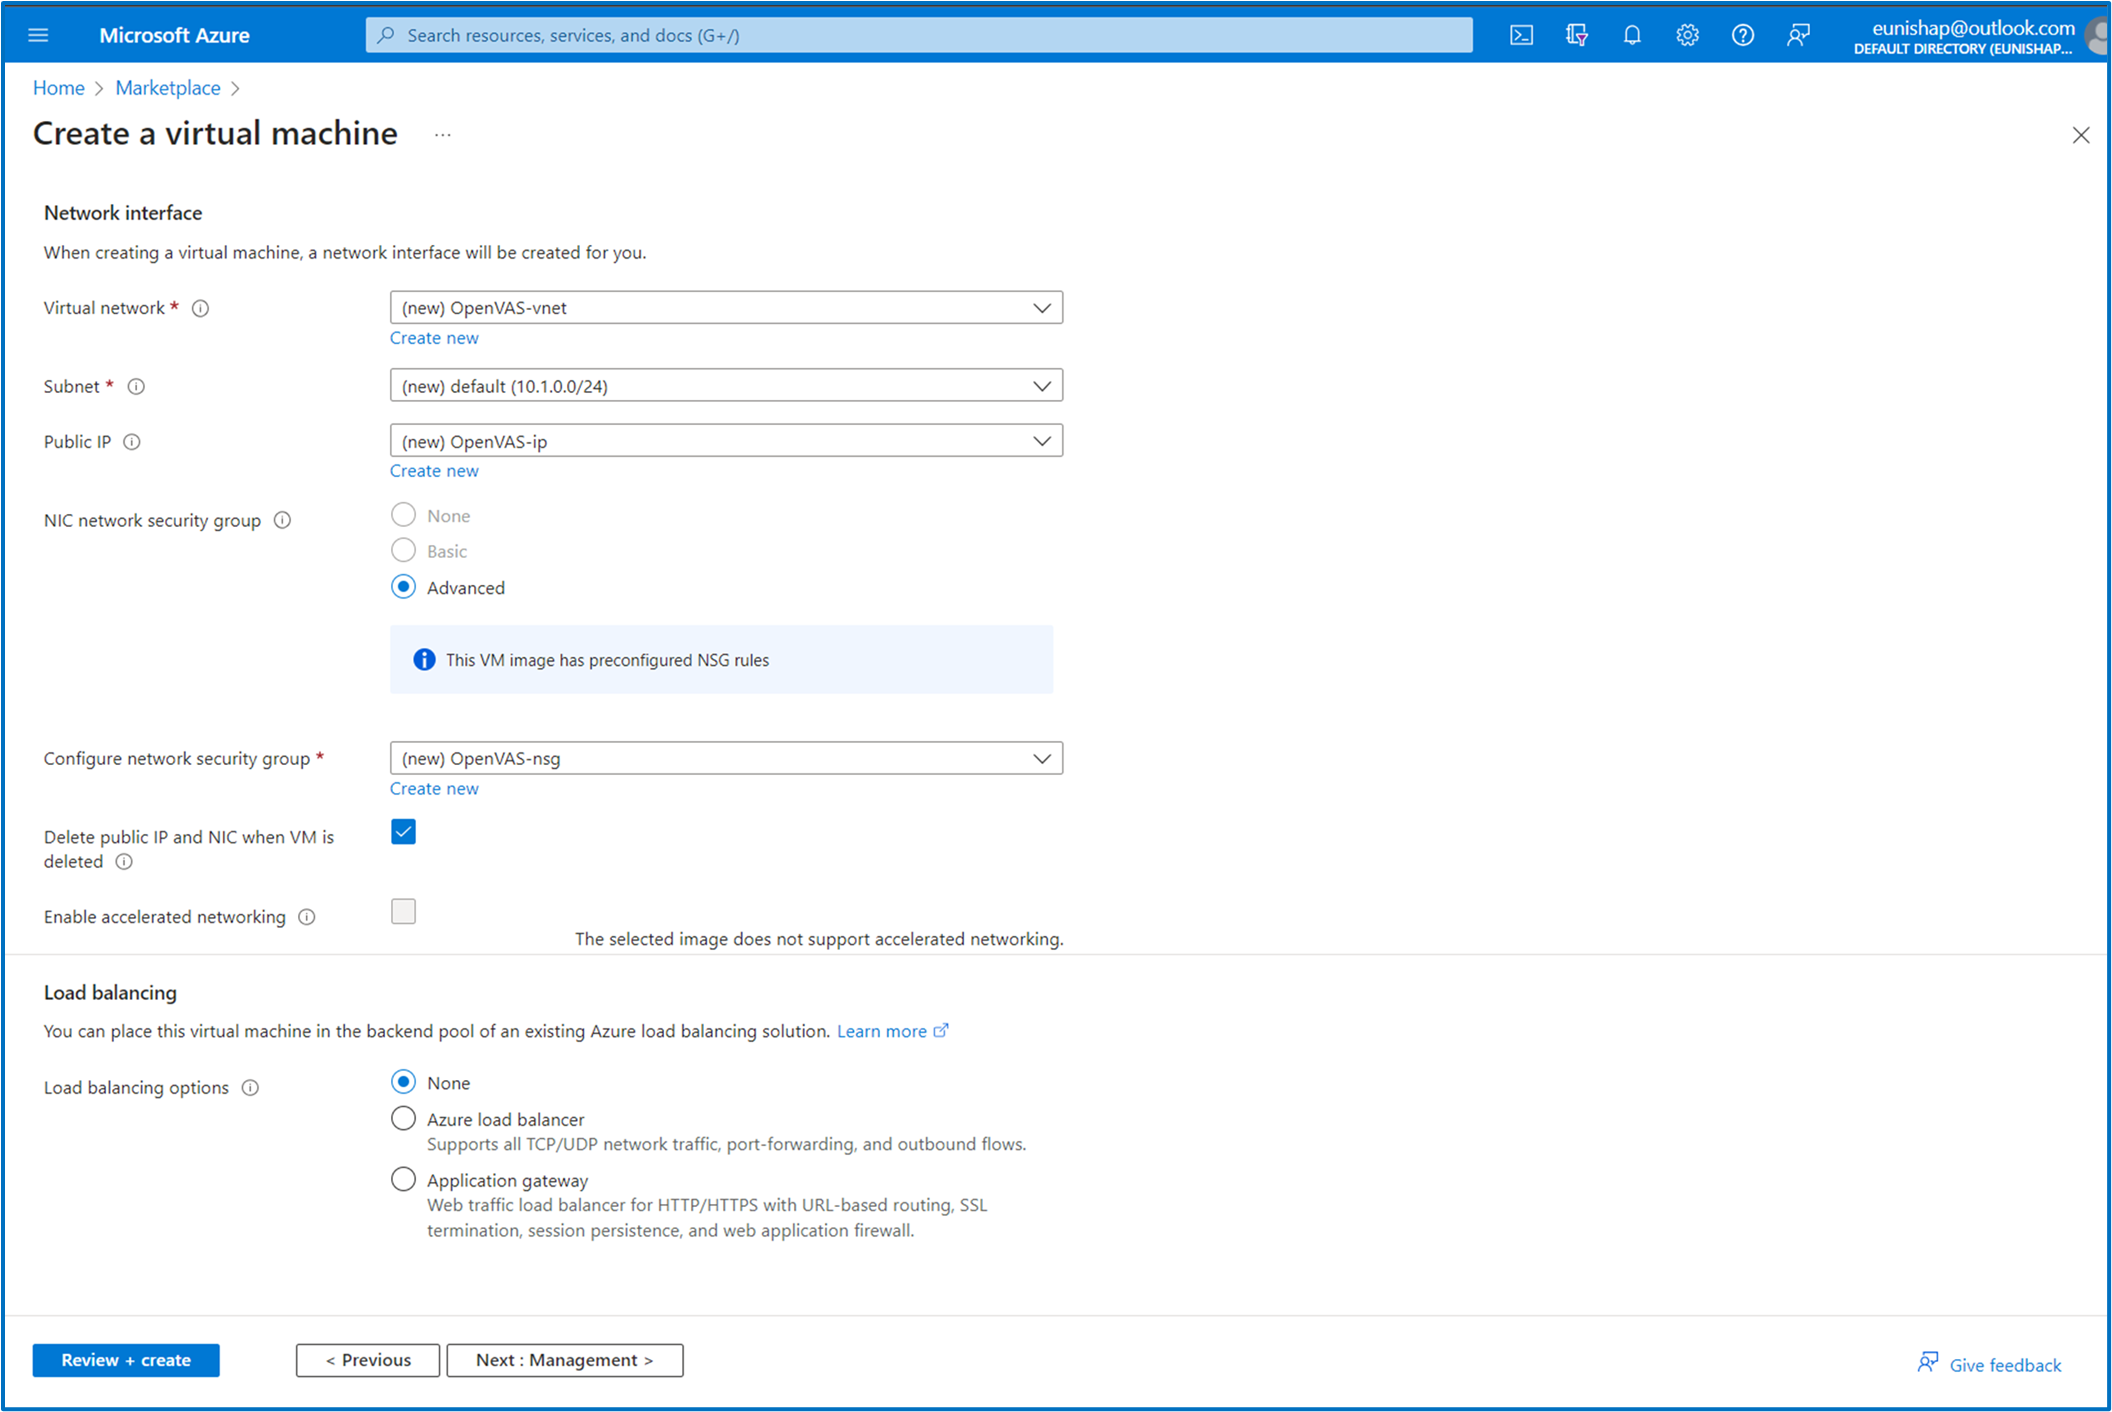 Microsoft Azure
Search resources, services, and docs (G+/)
eunishap@outlook.com
DEFAULT DIRECTORY (EUNISHAP...
Home > Marketplace >
Create a virtual machine ...
Network interface
When creating a virtual machine, a network interface will be created for you.
Virtual network *
(new) OpenVAS-vnet
Create new
Subnet *
(new) default (10.1.0.0/24)
Public IP
(new) OpenVAS-ip
Create new
NIC network security group
None
Basic
Advanced
This VM image has preconfigured NSG rules
Configure network security group *
(new) OpenVAS-nsg
Create new
Delete public IP and NIC when VM is
deleted
Enable accelerated networking
The selected image does not support accelerated networking.
Load balancing
You can place this virtual machine in the backend pool of an existing Azure load balancing solution. Learn more
Load balancing options
None
Azure load balancer
Supports all TCP/UDP network traffic, port-forwarding, and outbound flows.
Application gateway
Web traffic load balancer for HTTP/HTTPS with URL-based routing, SSL
termination, session persistence, and web application firewall.
Review + create
< Previous
Next : Management >
Give feedback